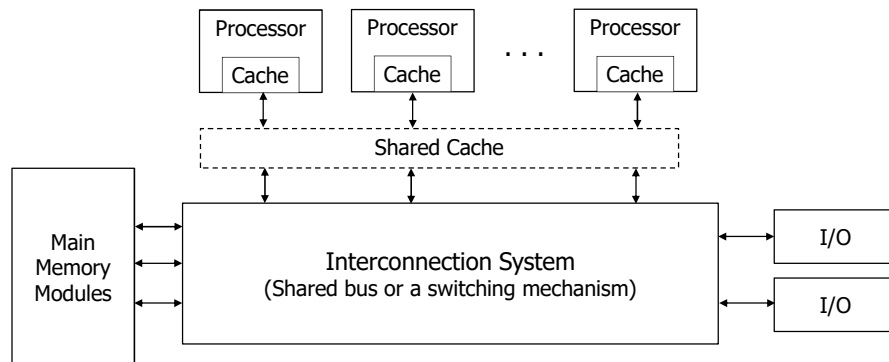 Processor
Cache
Processor
Cache
. . .
Processor
Cache
Shared Cache
Main
Memory
Modules
Interconnection System
(Shared bus or a switching mechanism)
I/O
I/O